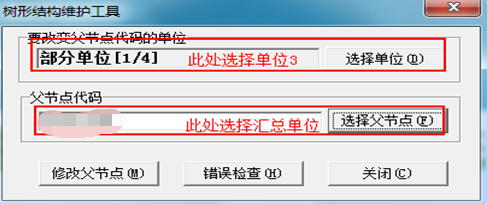 树形结构维护工具
要改变父节点代码的单位
部分单位[1/4] 此处选择单位3 选择单位(D)
父节点代码
此处选择汇总单位 选择父节点(F)
修改父节点(M) 错误检查(H) 关闭(C)